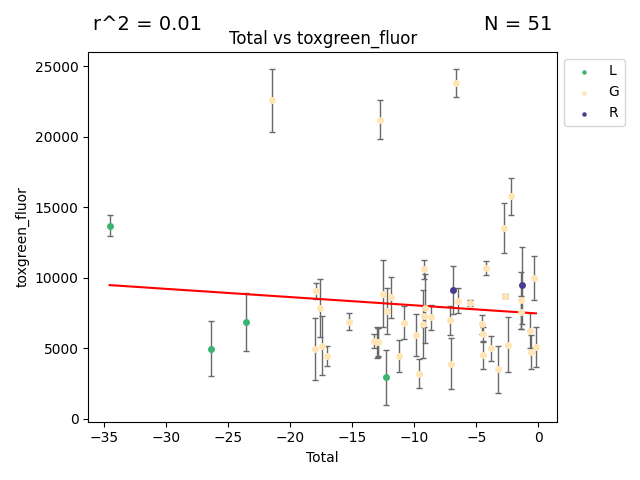 r^2 = 0.01
N = 51
Total vs toxgreen_fluor
L
G
R
25000
20000
15000
10000
5000
0
toxgreen_fluor
−35
−30
−25
−20
−15
−10
−5
0
Total